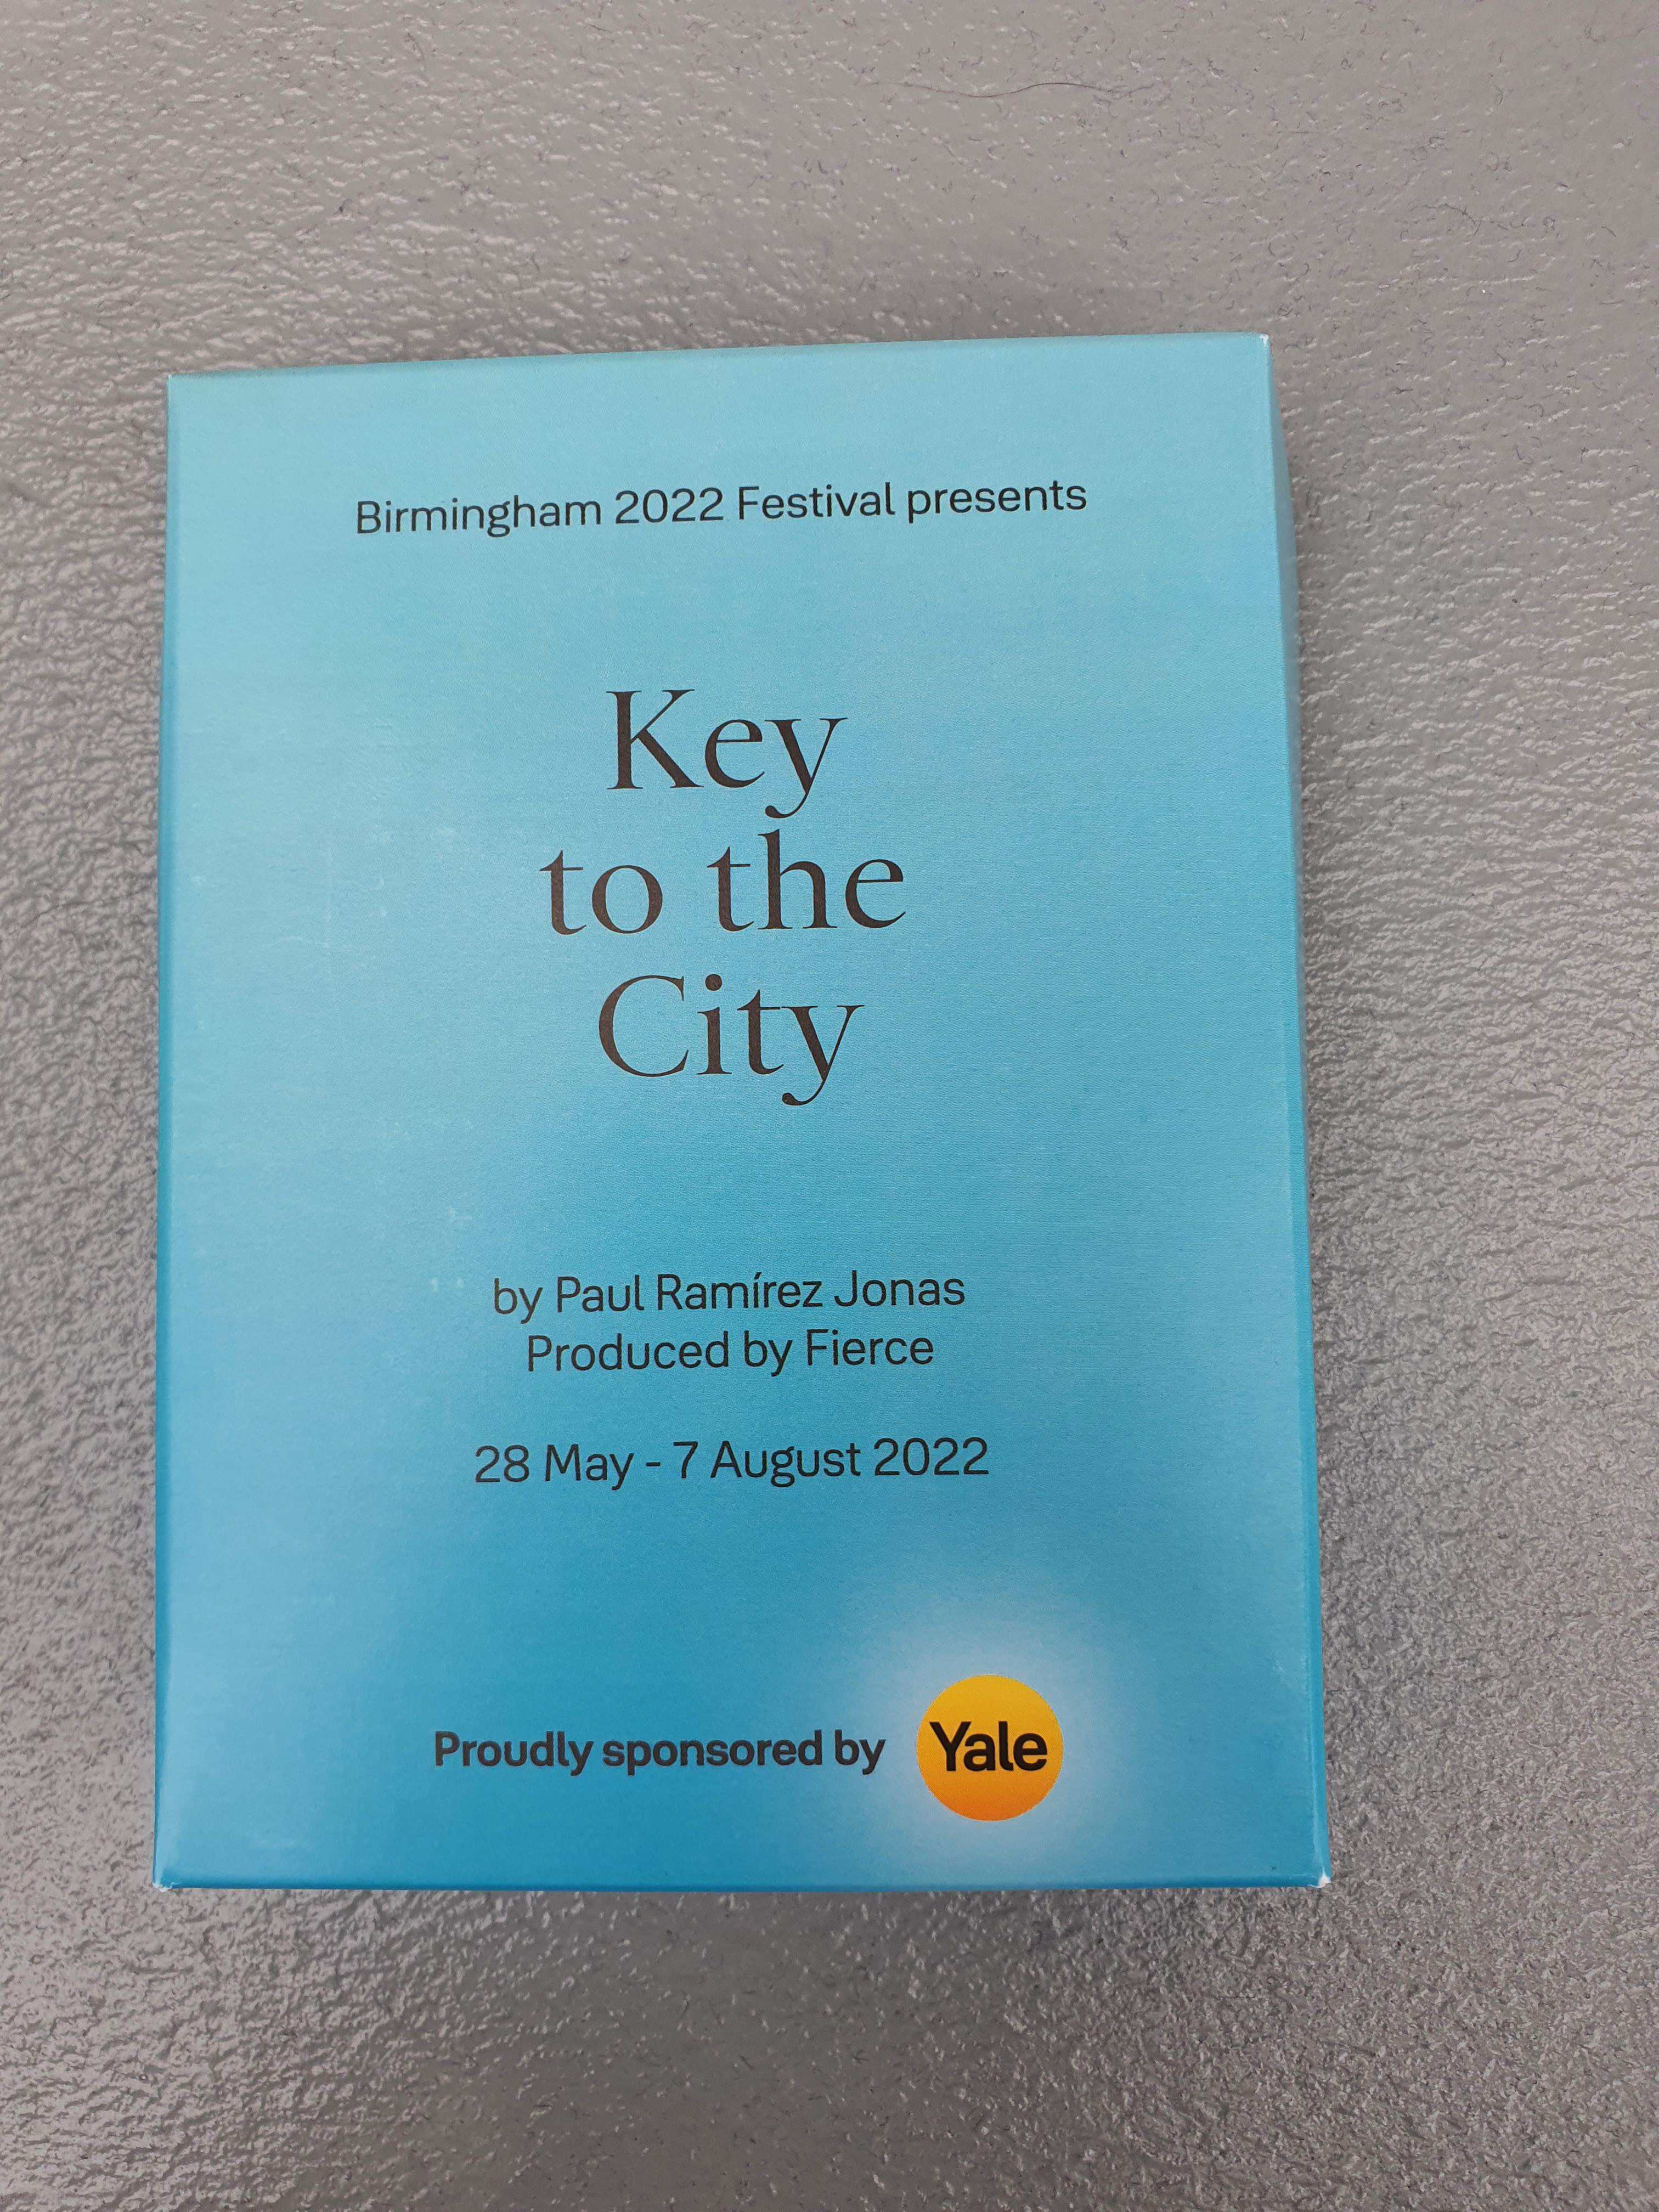 Birmingham 2022 Festival presents
Key
to the
City
by Paul Ramírez Jonas
Produced by Fierce
28 May - 7 August 2022
Proudly sponsored by Yale